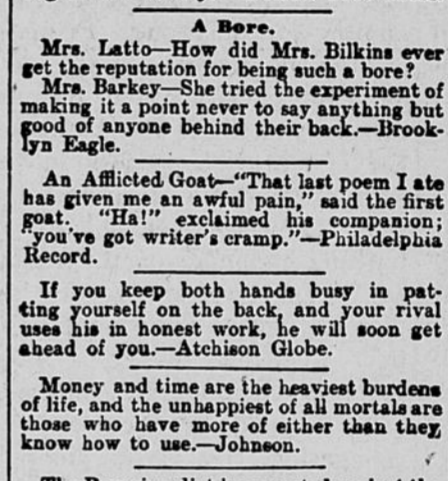 A Bore.
Mrs. Latto—How did Mrs. Bilkins ever
get the reputation for being such a bore?
Mrs. Barkey—She tried the experiment of
making it a point never to say anything but
good of anyone behind their back.—Brook-
lyn Eagle.
An Afflicted Goat—"That last poem I ate
has given me an awful pain," said the first
goat. "Ha!" exclaimed his companion;
"you've got writer's cramp."—Philadelphia
Record.
If you keep both hands busy in pat-
ting yourself on the back, and your rival
uses his in honest work, he will soon get
ahead of you.—Atchison Globe.
Money and time are the heaviest burdens
of life, and the unhappiest of all mortals are
those who have more of either than they
know how to use.—Johnson.